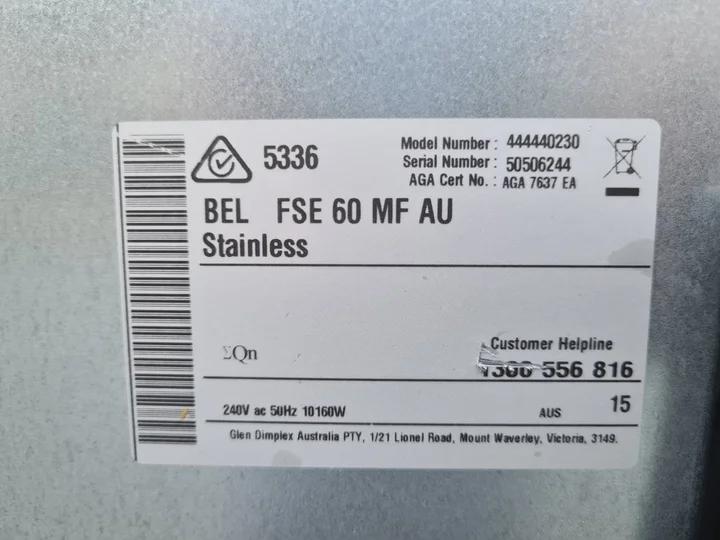 5336
Model Number : 444440230
Serial Number : 50506244
AGA Cert No. : AGA 7637 EA
BEL FSE 60 MF AU
Stainless
ΣQn
Customer Helpline
1300 556 816
240V ac 50Hz 10160W
AUS 15
Glen Dimplex Australia PTY, 1/21 Lionel Road, Mount Waverley, Victoria, 3149.